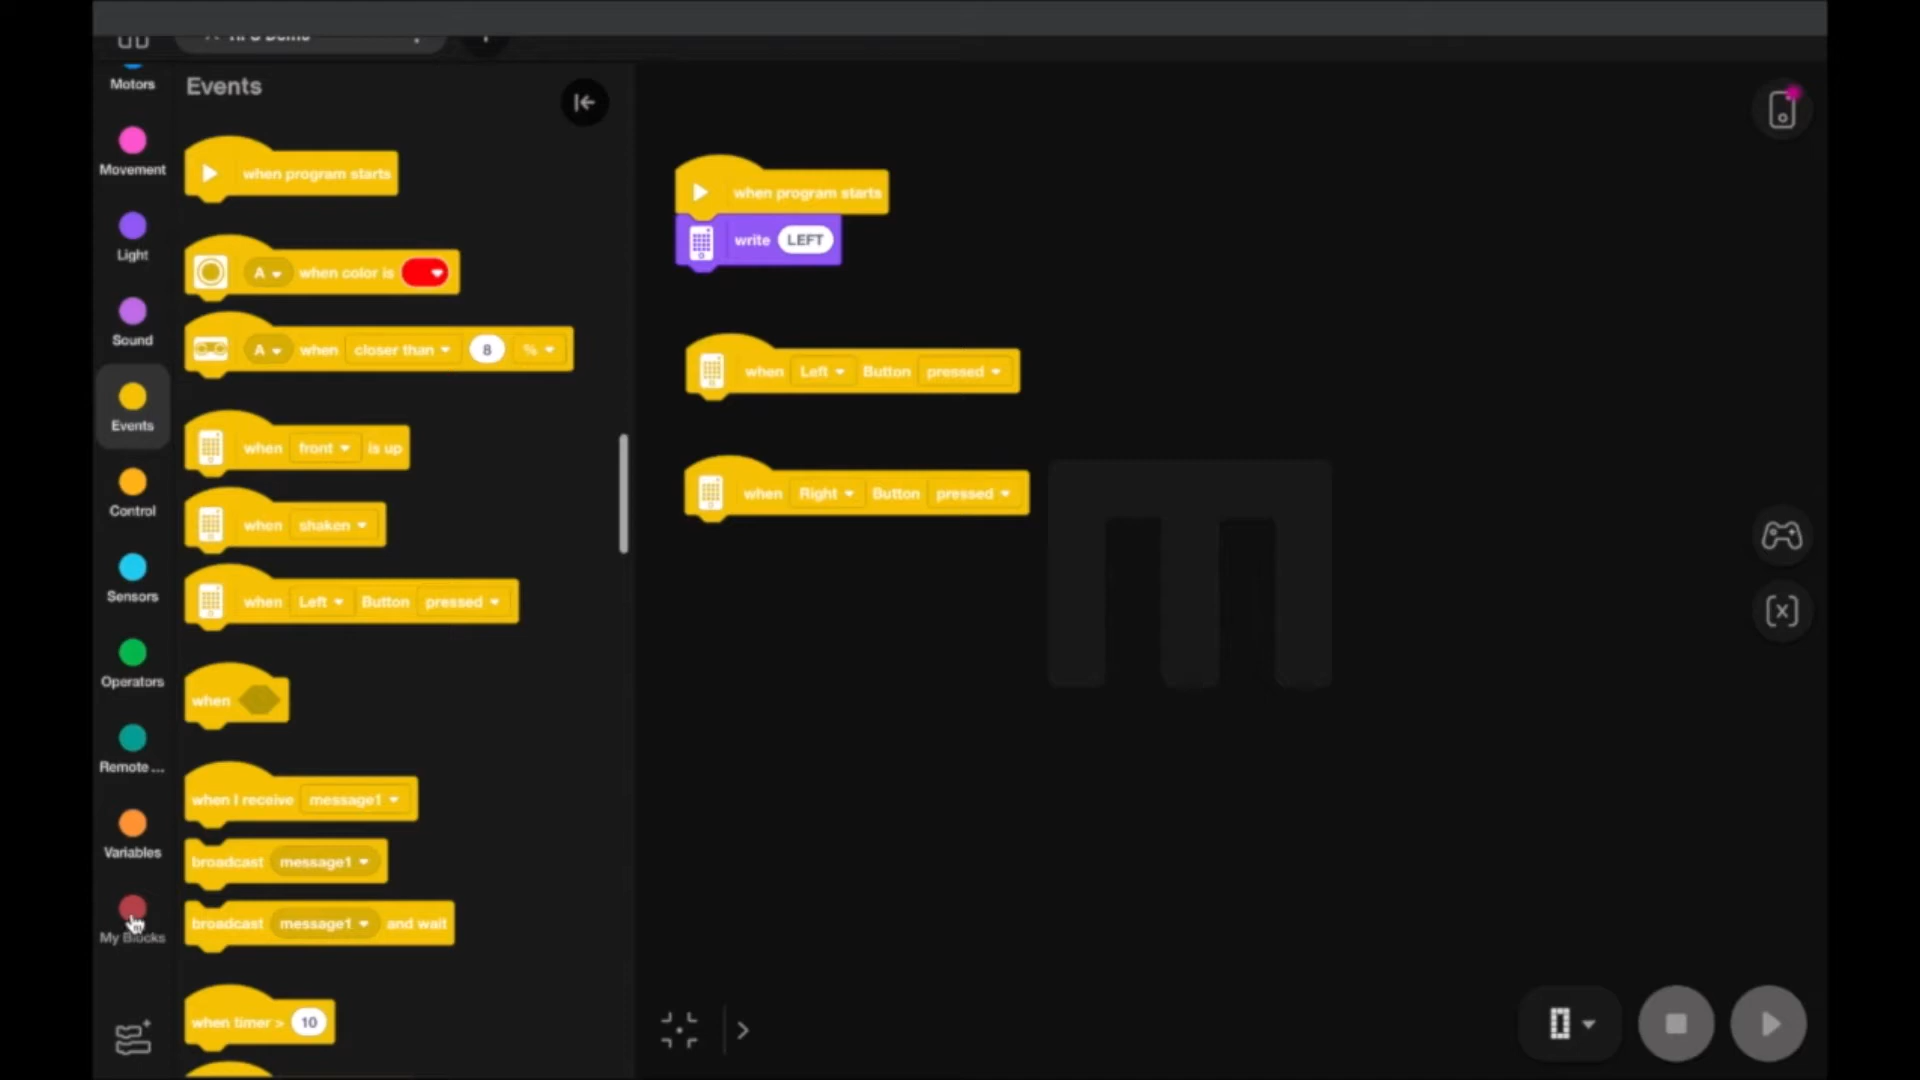 Motors
Movement
Light
Sound
Events
Control
Sensors
Operators
Remote ...
Variables
My Blocks
Events
when program starts
A when color is
A when closer than 8 %
when front is up
when shaken
when Left Button pressed
when
when I receive message1
broadcast message1
broadcast message1 and wait
when timer > 10
when program starts
write LEFT
when Left Button pressed
when Right Button pressed